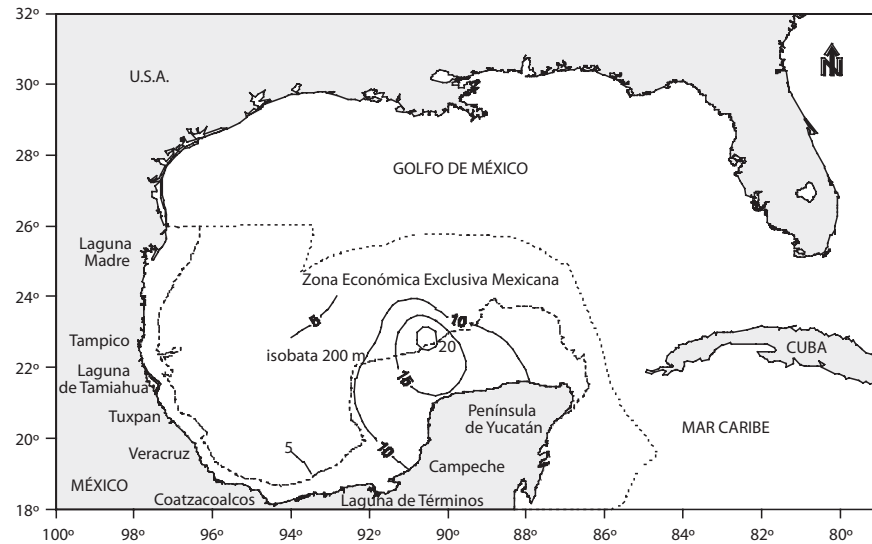 32º
30º
28º
26º
24º
22º
20º
18º
U.S.A.
N
GOLFO DE MÉXICO
Laguna
Madre
Zona Económica Exclusiva Mexicana
5
10
20
15
10
5
isobata 200 m
Tampico
Laguna
de Tamiahua
Tuxpan
Veracruz
MÉXICO
Coatzacoalcos
Laguna de Términos
Campeche
Península
de Yucatán
CUBA
MAR CARIBE
100º 98º 96º 94º 92º 90º 88º 86º 84º 82º 80º